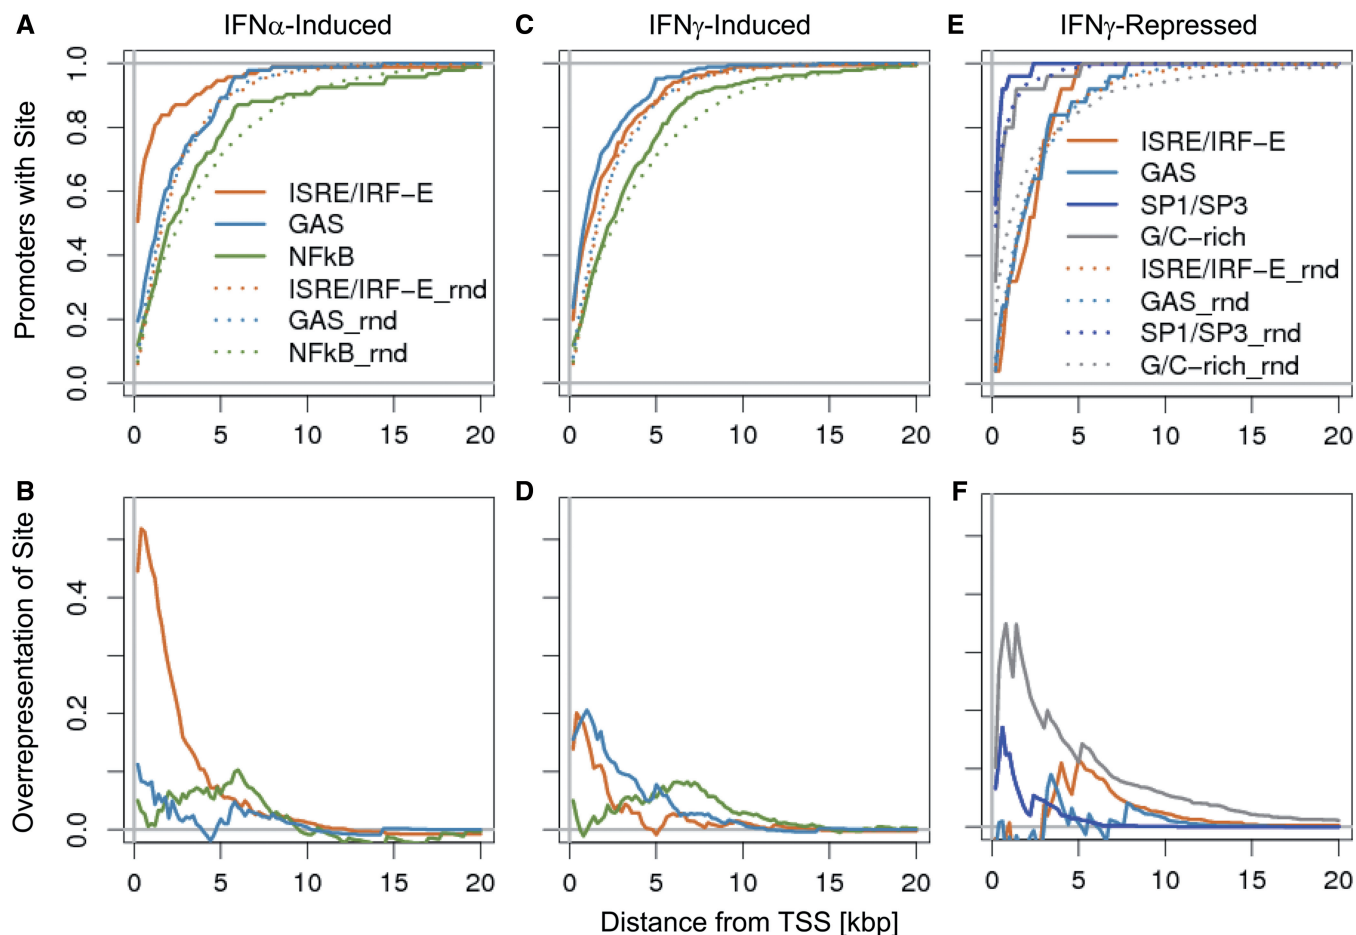 A
IFNα-Induced
C
IFNγ-Induced
E
IFNγ-Repressed
Promoters with Site
1.0
0.8
0.6
0.4
0.2
0.0
ISRE/IRF−E
GAS
NFkB
ISRE/IRF−E_rnd
GAS_rnd
NFkB_rnd
ISRE/IRF−E
GAS
SP1/SP3
G/C−rich
ISRE/IRF−E_rnd
GAS_rnd
SP1/SP3_rnd
G/C−rich_rnd
0 5 10 15 20
0 5 10 15 20
0 5 10 15 20
B
D
F
Overrepresentation of Site
0.4
0.2
0.0
0 5 10 15 20
0 5 10 15 20
0 5 10 15 20
Distance from TSS [kbp]